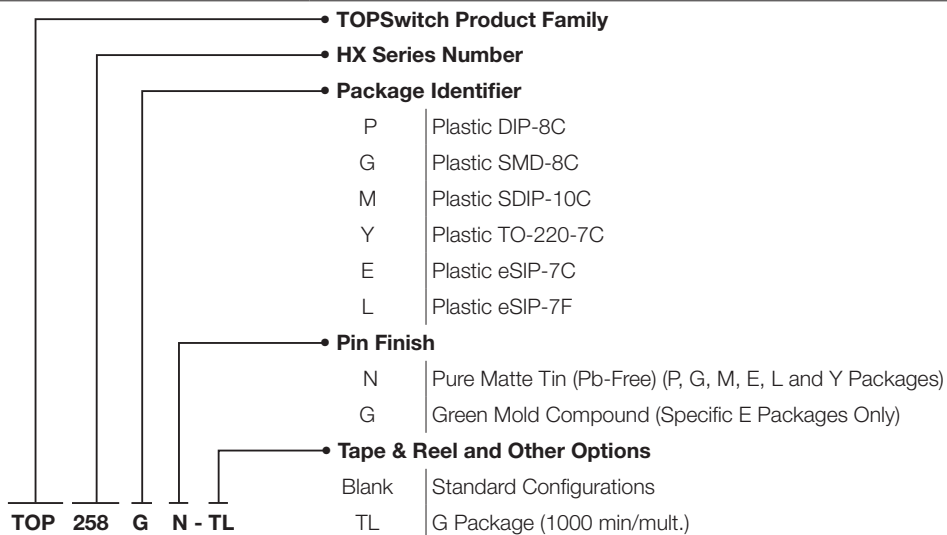 TOPSwitch Product Family
HX Series Number
Package Identifier
P Plastic DIP-8C
G Plastic SMD-8C
M Plastic SDIP-10C
Y Plastic TO-220-7C
E Plastic eSIP-7C
L Plastic eSIP-7F
Pin Finish
N Pure Matte Tin (Pb-Free) (P, G, M, E, L and Y Packages)
G Green Mold Compound (Specific E Packages Only)
Tape & Reel and Other Options
Blank Standard Configurations
TL G Package (1000 min/mult.)
TOP 258 G N - TL